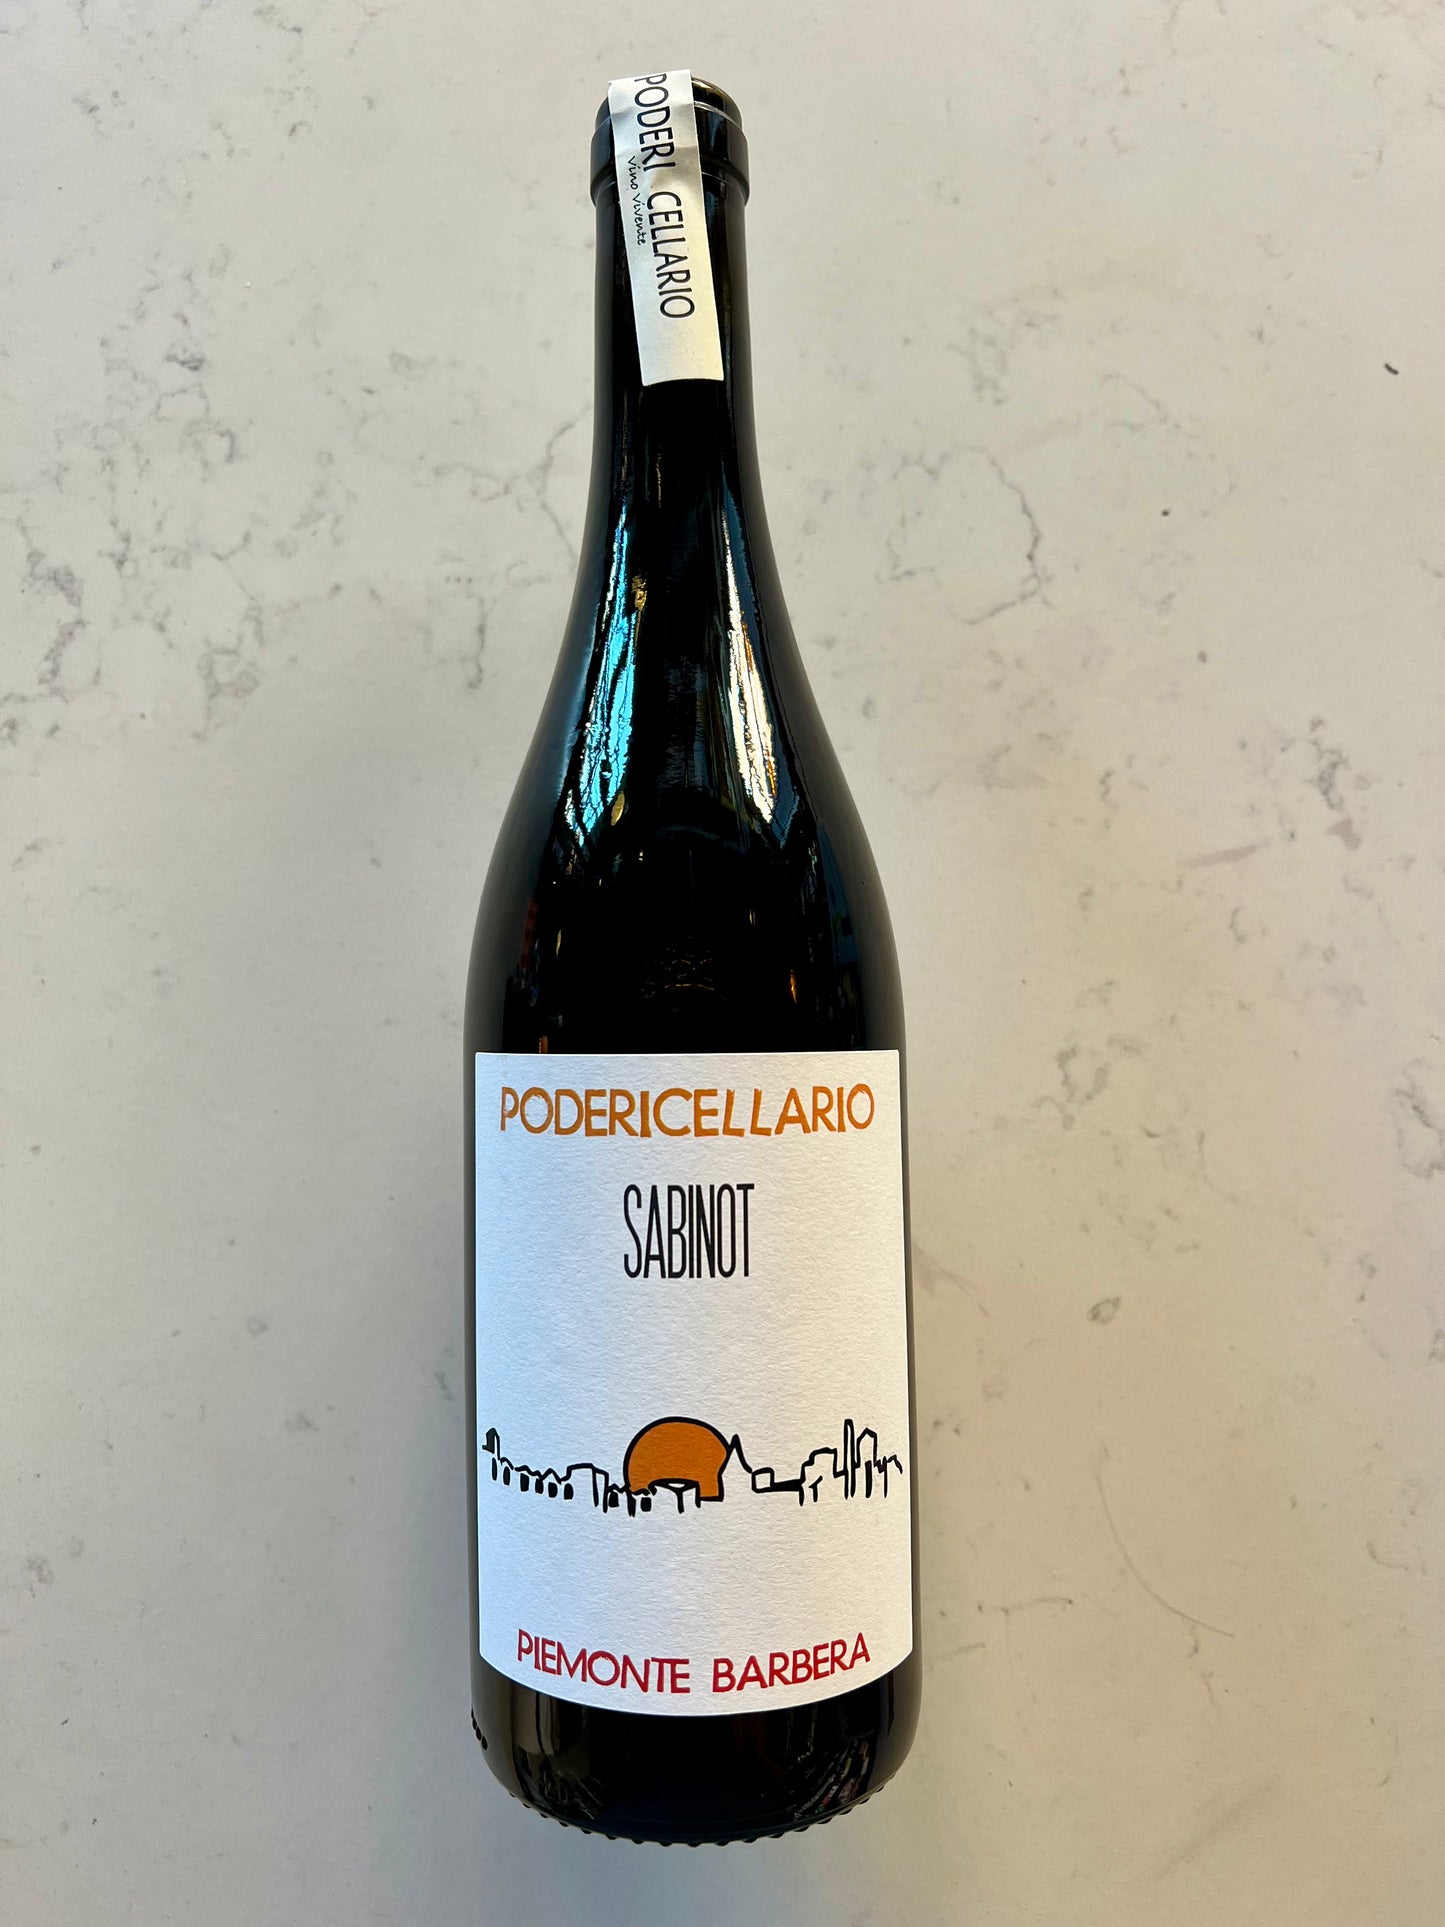 PODERI CELLARIO
vino vivente
PODERICELLARIO
SABINOT
PIEMONTE BARBERA